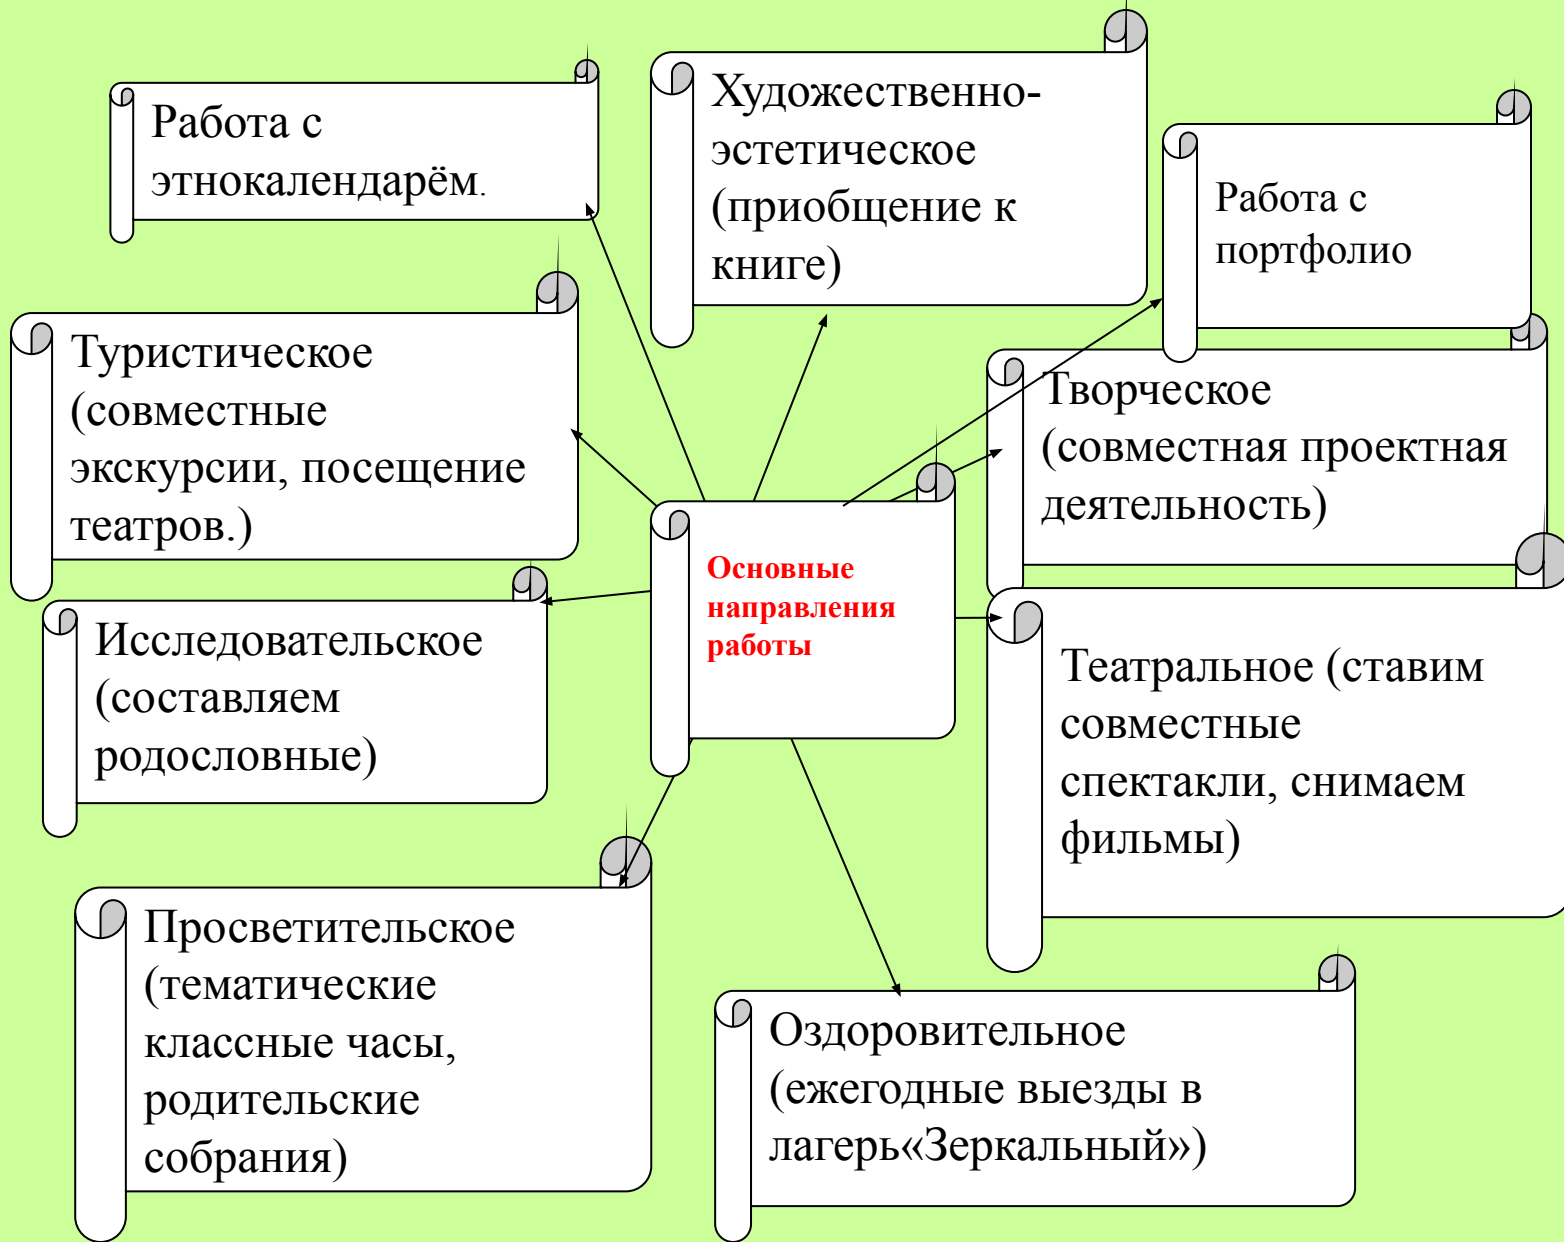 Работа с
этнокалендарём.
Художественно-
эстетическое
(приобщение к
книге)
Работа с
портфолио
Туристическое
(совместные
экскурсии, посещение
театров.)
Творческое
(совместная проектная
деятельность)
Основные
направления
работы
Исследовательское
(составляем
родословные)
Театральное (ставим
совместные
спектакли, снимаем
фильмы)
Просветительское
(тематические
классные часы,
родительские
собрания)
Оздоровительное
(ежегодные выезды в
лагерь«Зеркальный»)